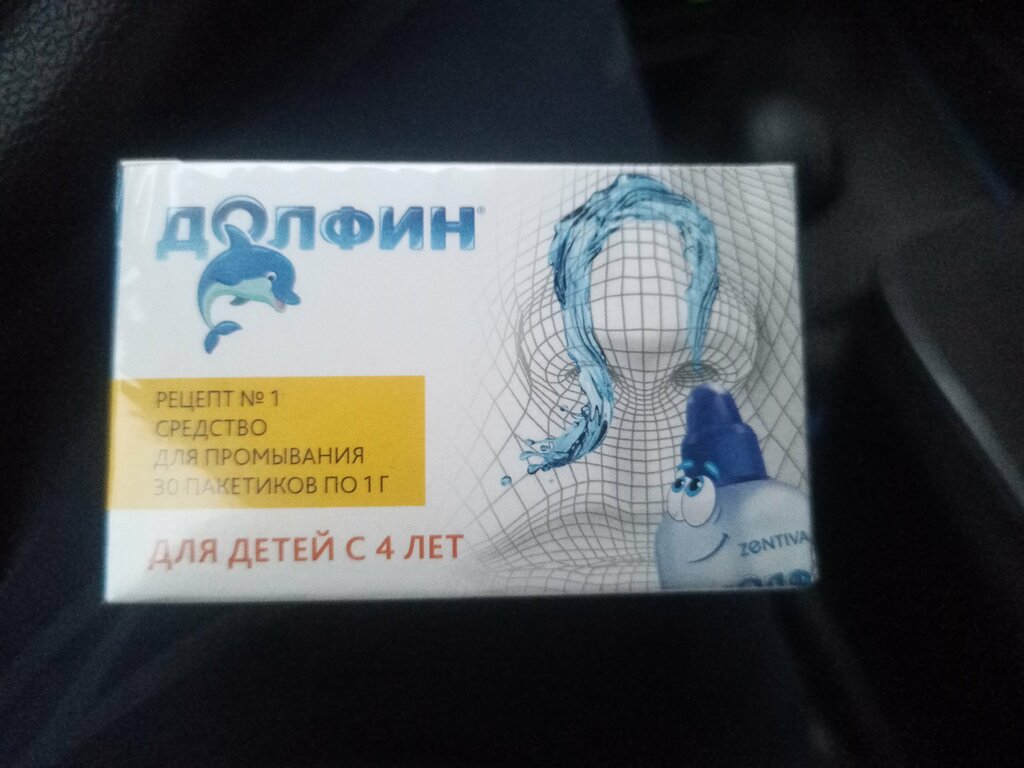 ДОЛФИН®
РЕЦЕПТ № 1
СРЕДСТВО
ДЛЯ ПРОМЫВАНИЯ
30 ПАКЕТИКОВ ПО 1 Г
ДЛЯ ДЕТЕЙ С 4 ЛЕТ
ZENTIVA